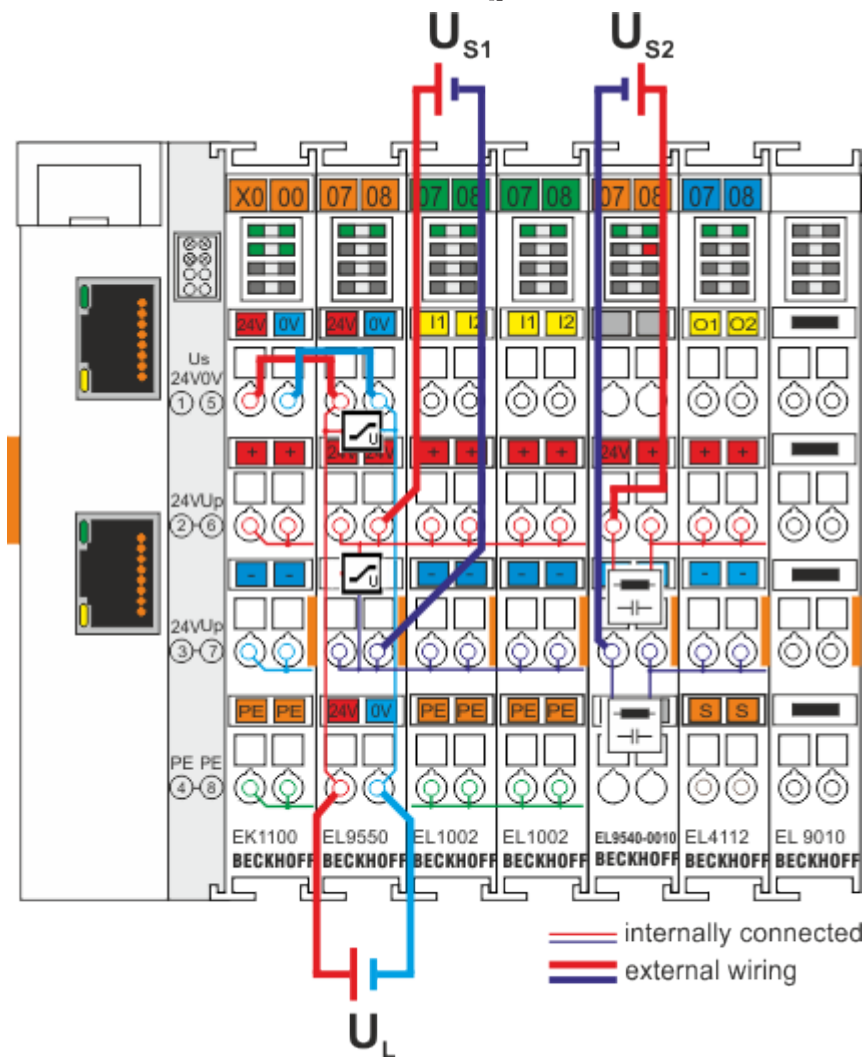 U S1 U S2
X0 00 07 08 07 08 07 08 07 08 07 08
24V 0V 24V 0V I1 I2 I1 I2 O1 O2
Us
24V0V
1 5
U
+ + 24V 24V + + + + 24V + + +
24VUp
2 6
U
- - - - - - - -
24VUp
3 7
PE PE 24V 0V PE PE PE PE S S
PE PE
4 8
EK1100 EL9550 EL1002 EL1002 EL9540-0010 EL4112 EL 9010
BECKHOFF BECKHOFF BECKHOFF BECKHOFF BECKHOFF BECKHOFF BECKHOFF
internally connected
external wiring
U L